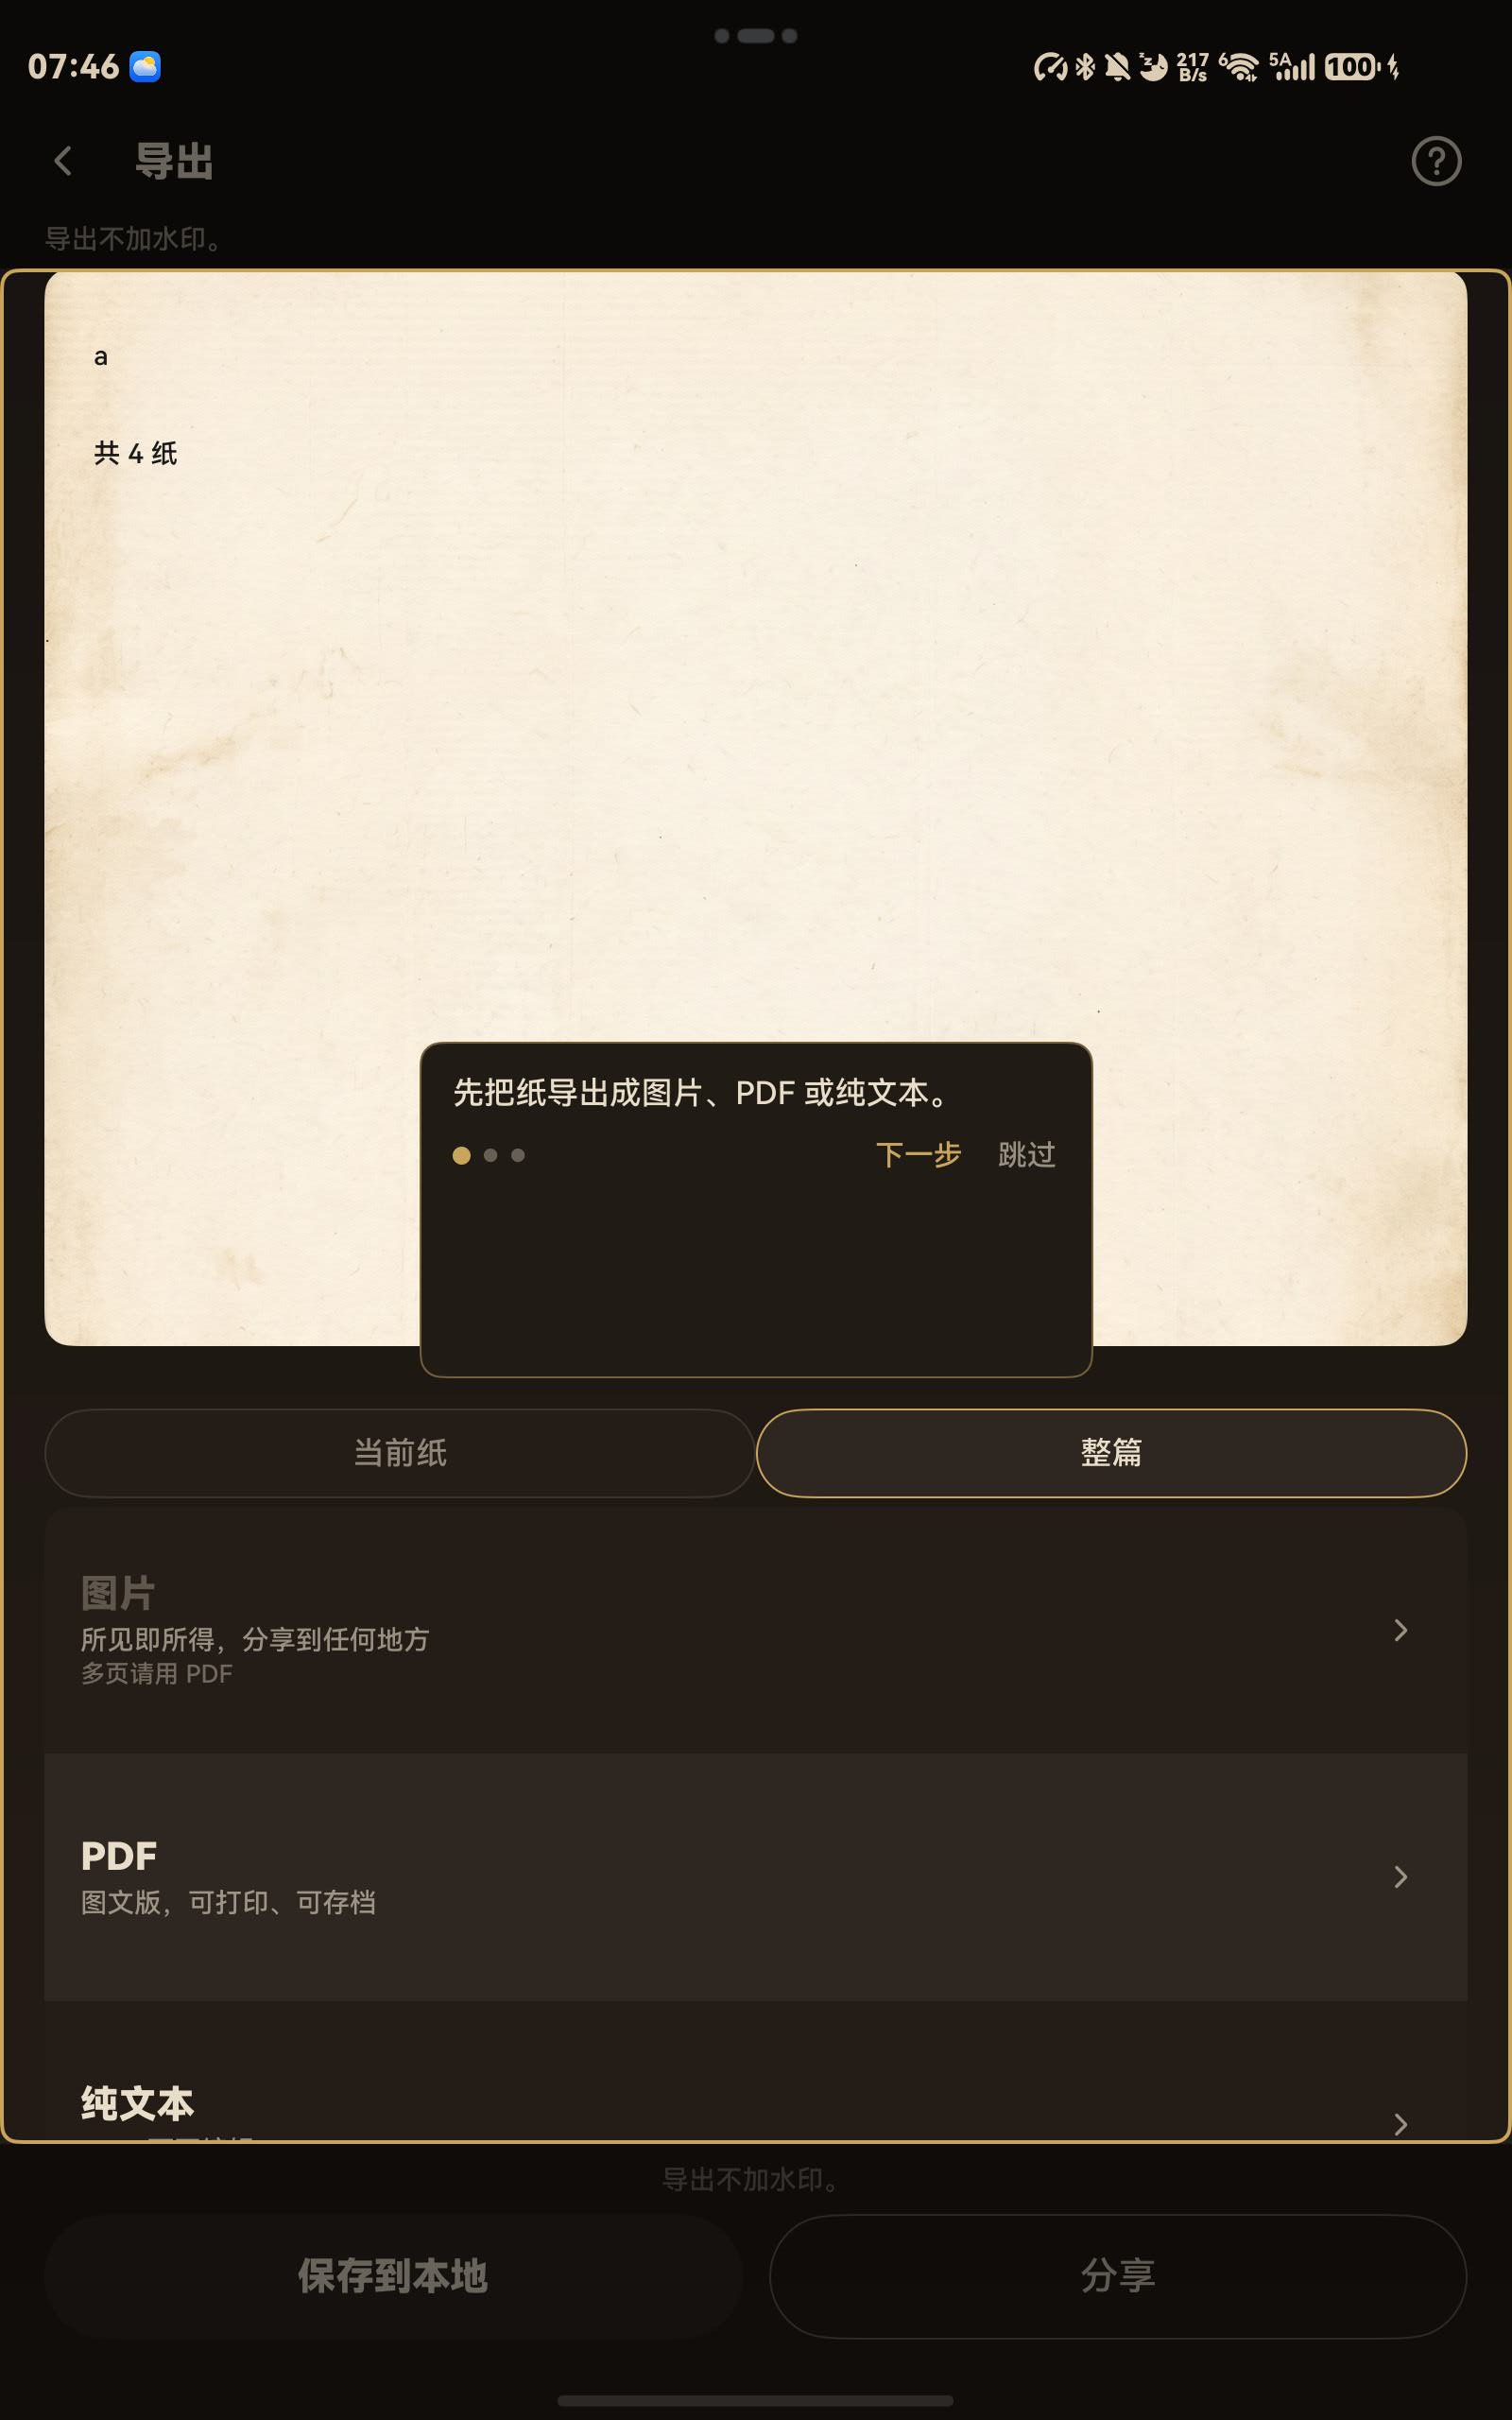 07:46
217 B/s
6
5A
100
导出
导出不加水印。
a
共 4 纸
先把纸导出成图片、PDF 或纯文本。
下一步 跳过
当前纸 整篇
图片
所见即所得，分享到任何地方
多页请用 PDF
PDF
图文版，可打印、可存档
纯文本
导出不加水印。
保存到本地 分享